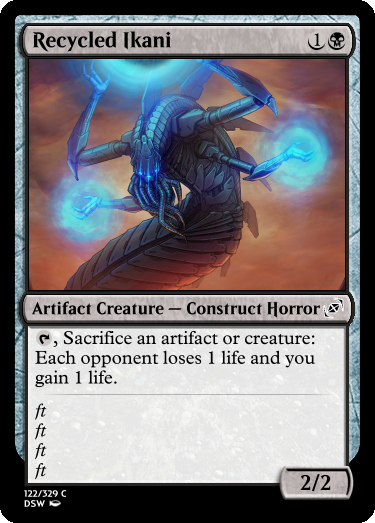 Recycled Ikani 1
Artifact Creature — Construct Horror
, Sacrifice an artifact or creature:
Each opponent loses 1 life and you
gain 1 life.
ft
ft
ft
ft
2/2
122/329 C
DSW